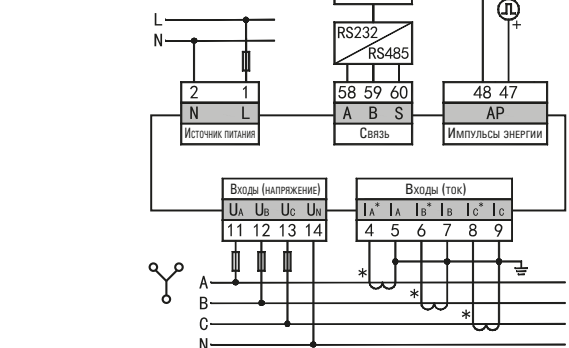 L
N
RS232
RS485
+
2 1
N L
Источник питания
58 59 60
A B S
Связь
48 47
AP
Импульсы энергии
Входы (напряжение)
UA UB UC UN
11 12 13 14
Входы (ток)
IA* IA IB* IB IC* IC
4 5 6 7 8 9
*
A
*
B
*
C
N